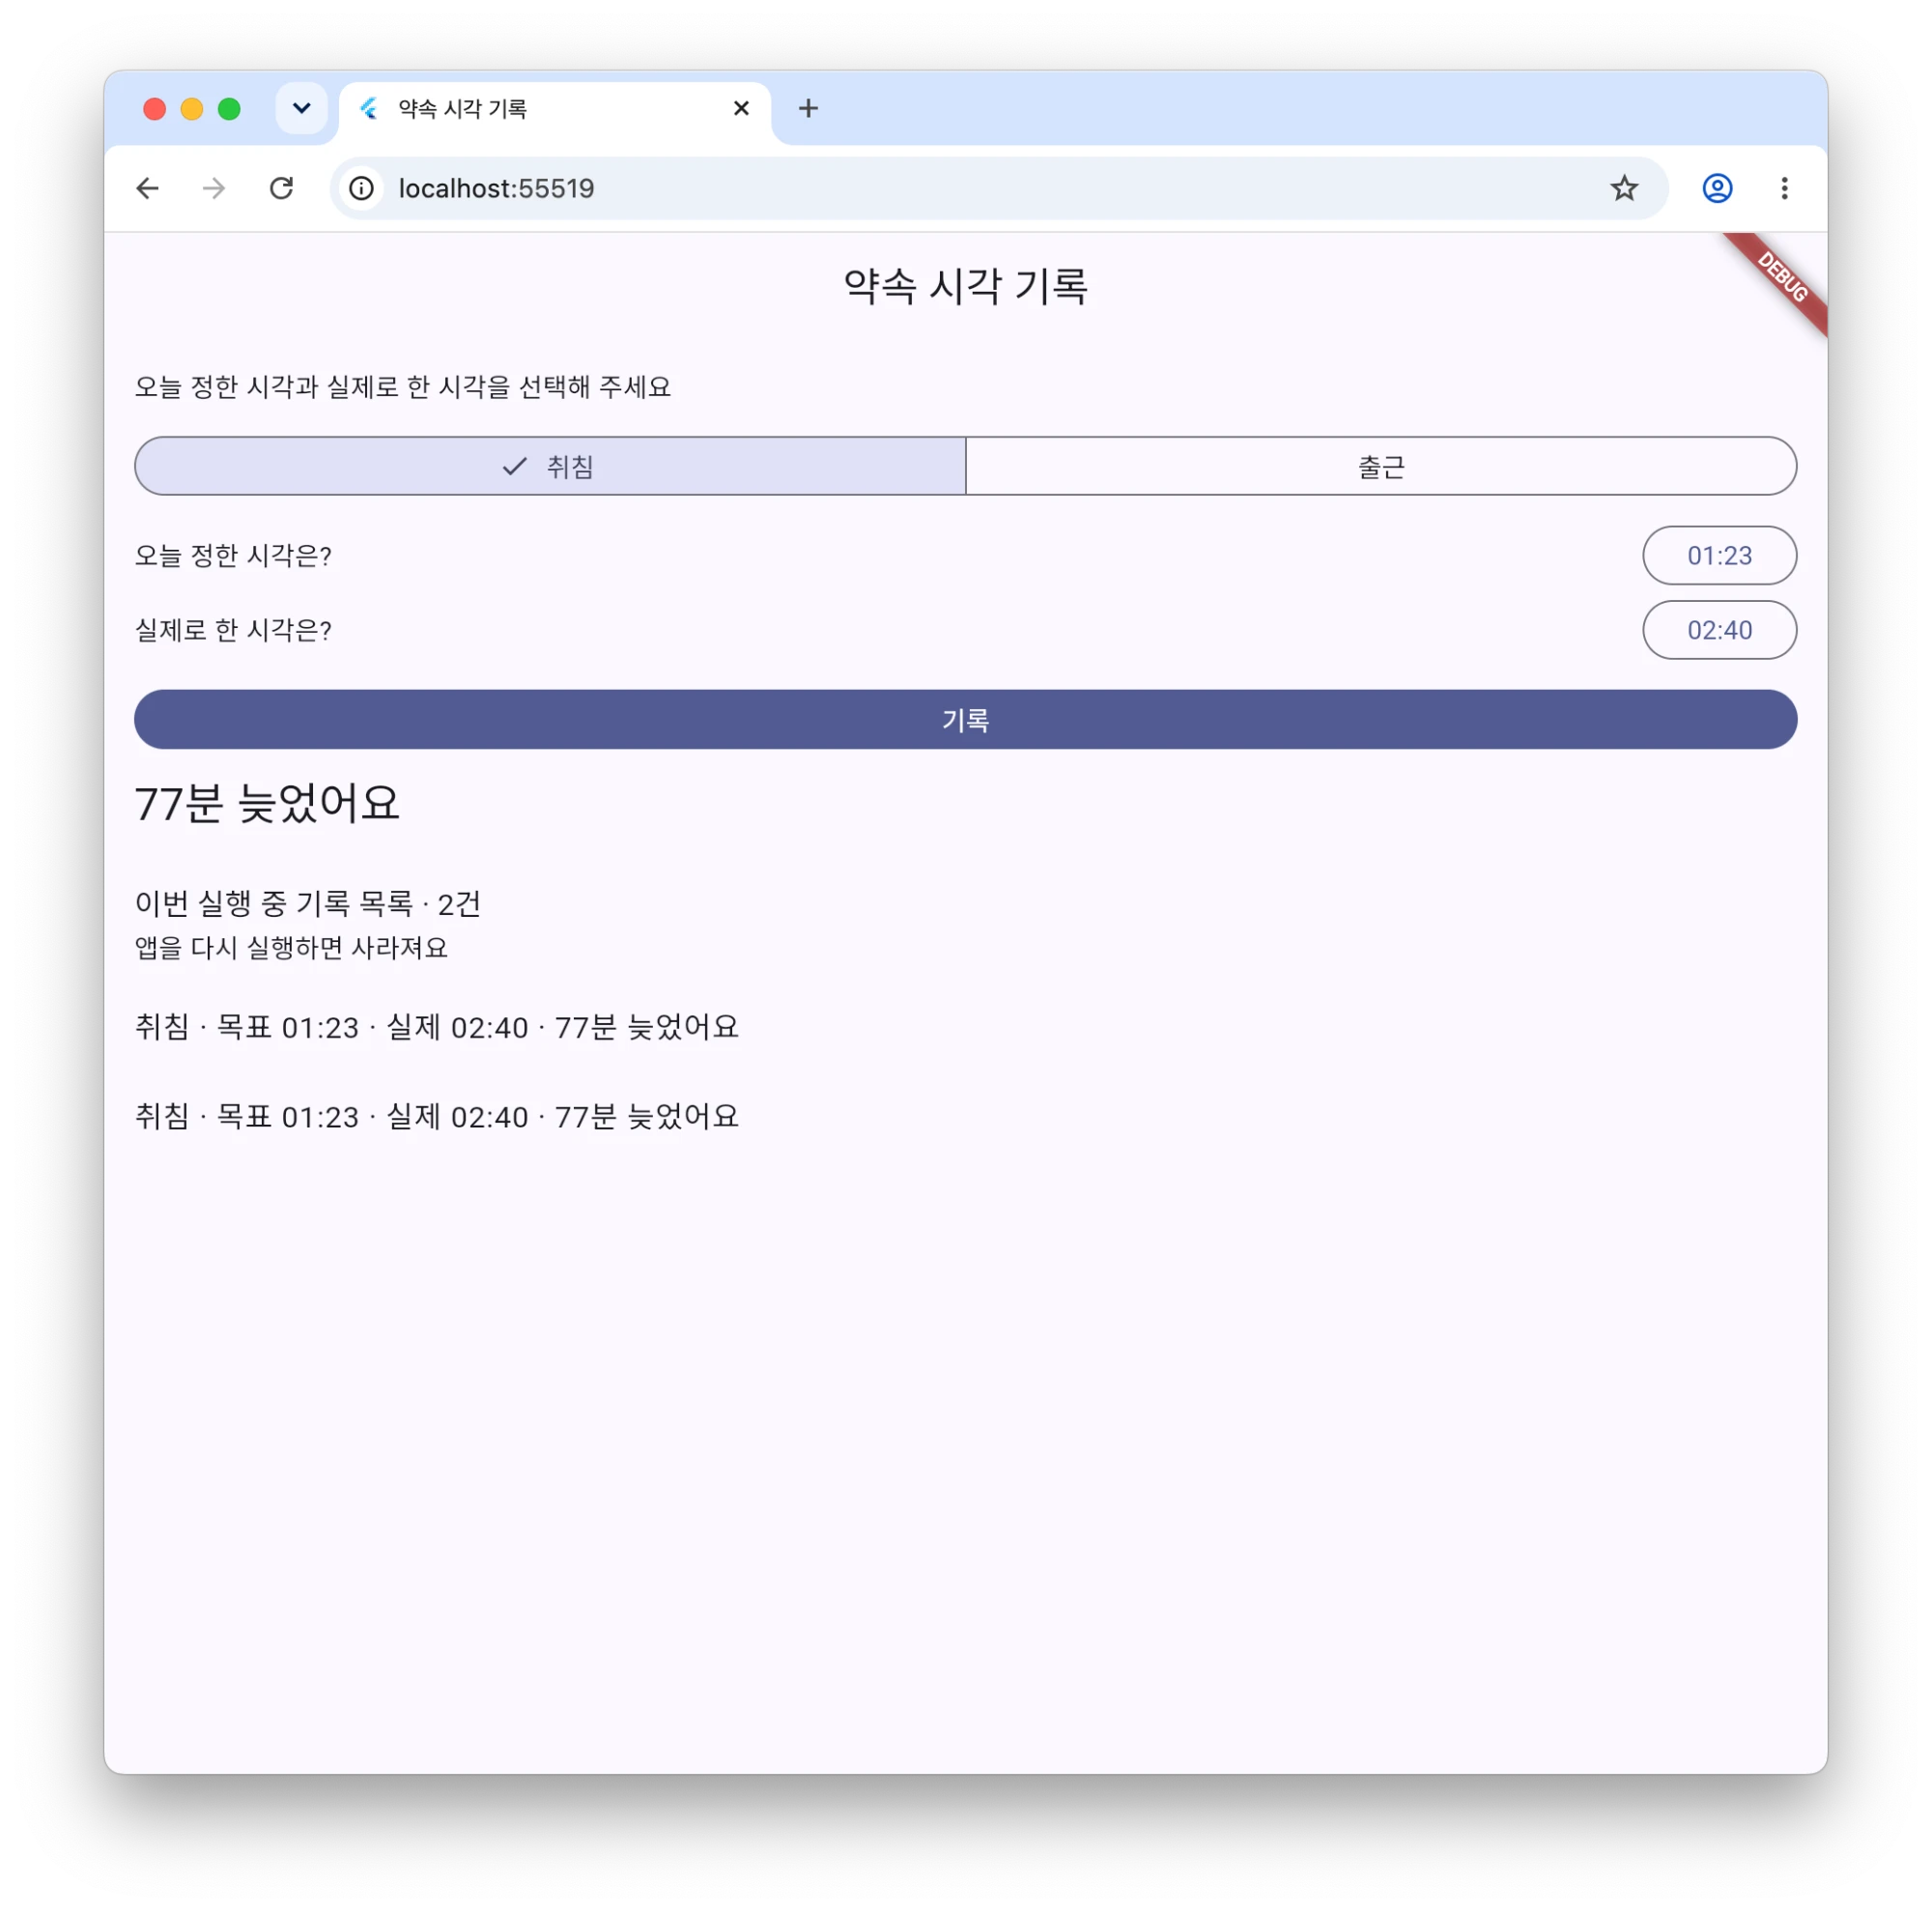 약속 시각 기록
localhost:55519
DEBUG
약속 시각 기록
오늘 정한 시각과 실제로 한 시각을 선택해 주세요
취침 출근
오늘 정한 시각은? 01:23
실제로 한 시각은? 02:40
기록
77분 늦었어요
이번 실행 중 기록 목록 · 2건
앱을 다시 실행하면 사라져요
취침 · 목표 01:23 · 실제 02:40 · 77분 늦었어요
취침 · 목표 01:23 · 실제 02:40 · 77분 늦었어요